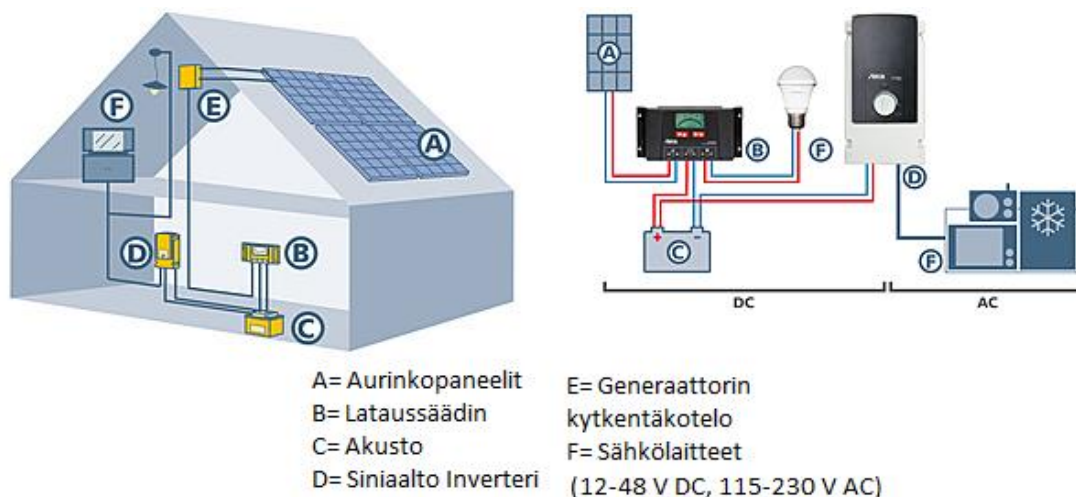 F
E
A
D
B
C
A
B
F
D
C
F
DC
AC
A= Aurinkopaneelit
B= Lataussäädin
C= Akusto
D= Siniaalto Inverteri
E= Generaattorin
kytkentäkotelo
F= Sähkölaitteet
(12-48 V DC, 115-230 V AC)